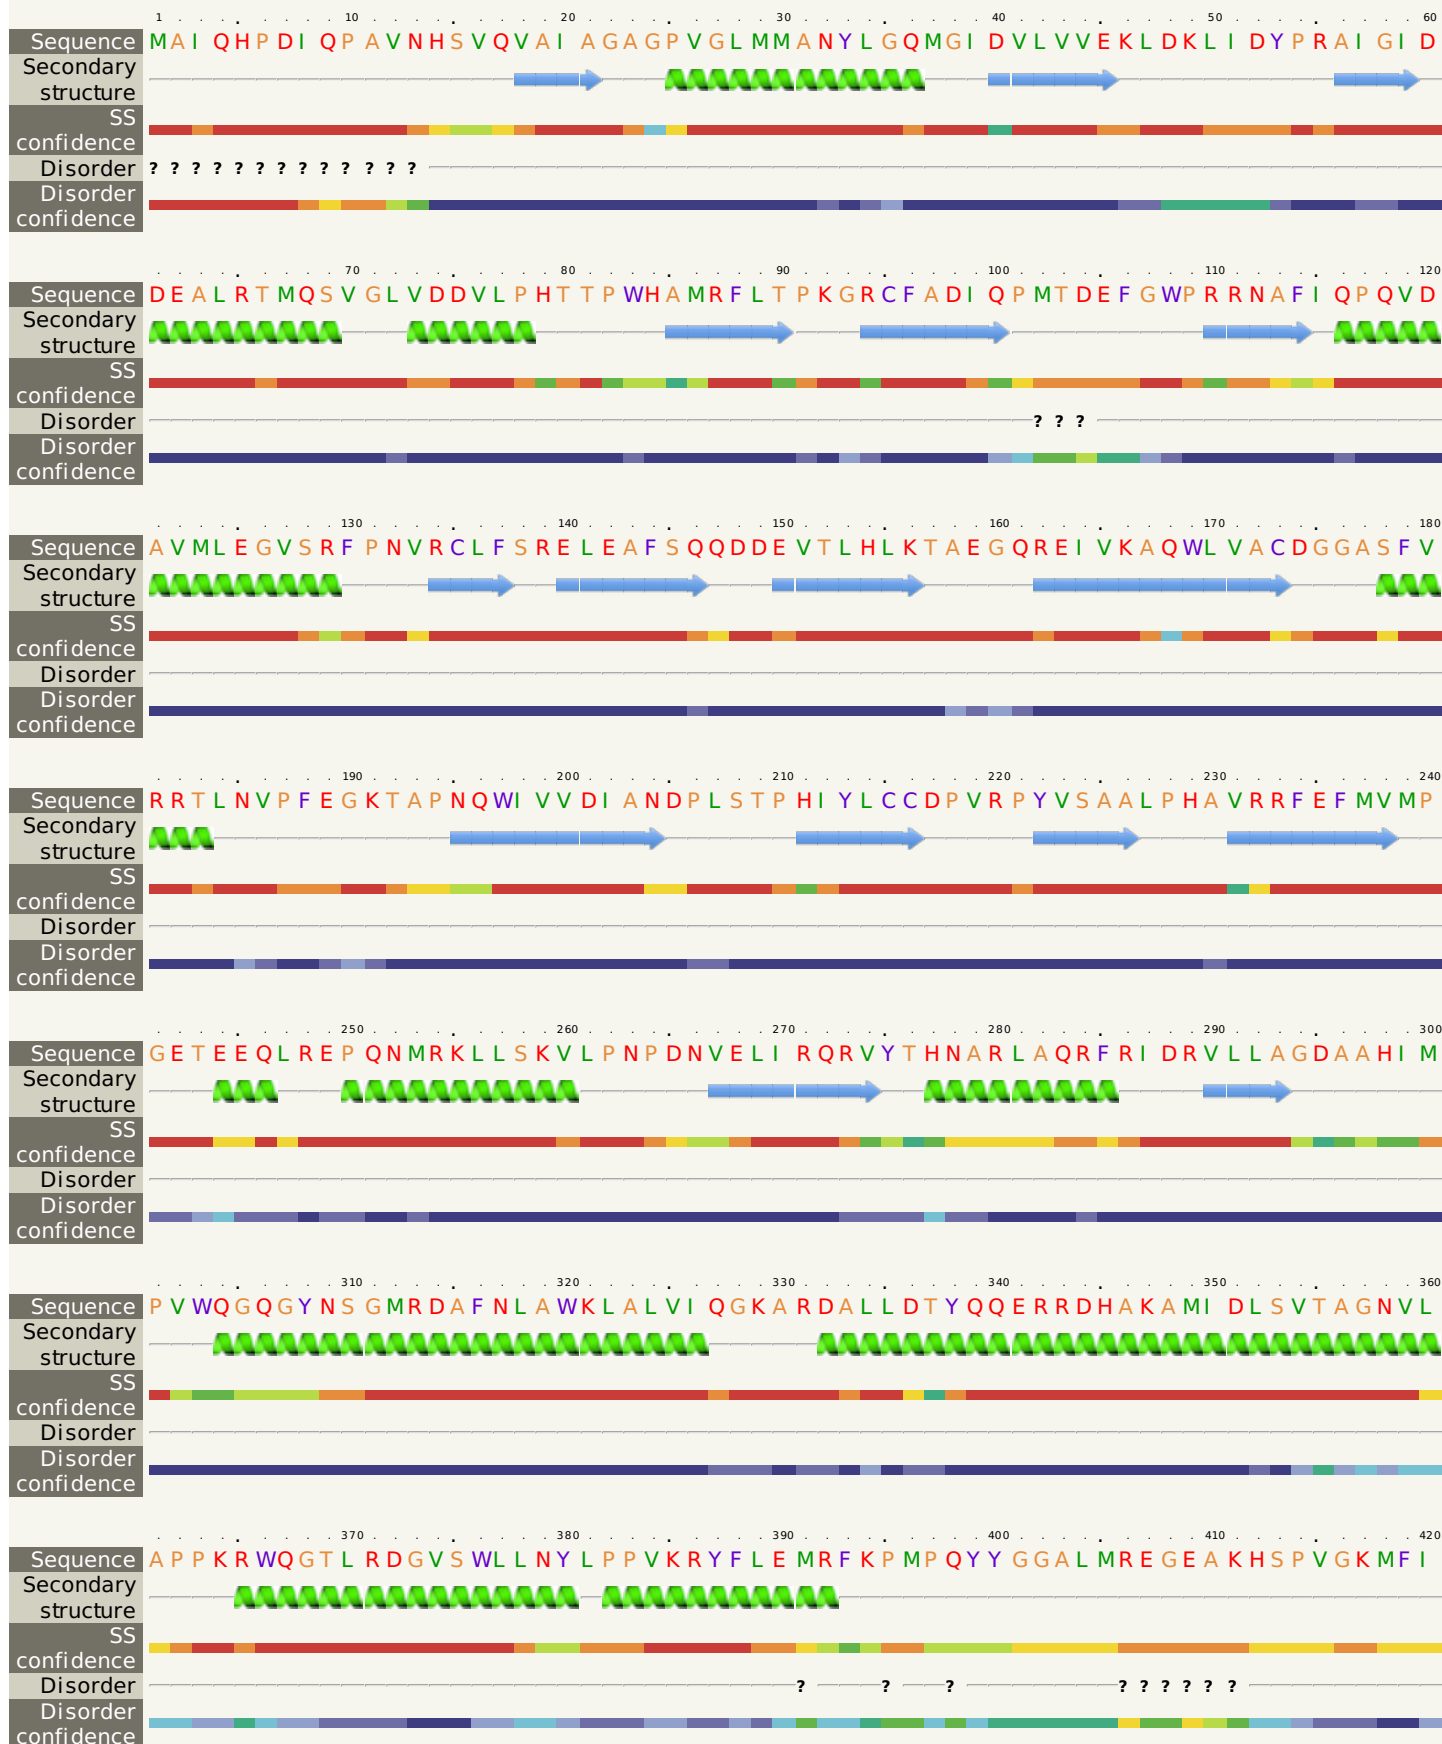 1 10 20 30 40 50 60
Sequence MAIQHPDIQPAVNHSVQVAIAGAGPVGLMMANYLGQMGIDVLVVEKLDKLIDYPRAIGID
Secondary
structure
SS
confidence
Disorder ? ? ? ? ? ? ? ? ? ? ? ? ?
Disorder
confidence
70 80 90 100 110 120
Sequence DEALRTMQSVGLVDDVLPHTTPWHAMRFLTPKGRCFADIQPMTDEFGWPRRNAFIQPQVD
Secondary
structure
SS
confidence
Disorder ? ? ?
Disorder
confidence
130 140 150 160 170 180
Sequence AVMLEGVSRFPNVRCLFSRELEAFSQQDDEVTLHLKTAEGQREIVKAQWLVACDGGASFV
Secondary
structure
SS
confidence
Disorder
Disorder
confidence
190 200 210 220 230 240
Sequence RRTLNVPFEGKTAPNQWIVVDIANDPLSTPHIYLCCDPVRPYVSAALPHAVRRFEFMVMP
Secondary
structure
SS
confidence
Disorder
Disorder
confidence
250 260 270 280 290 300
Sequence GETEEQLREPQNMRKLLSKVLPNPDNVELIRQRVYTHNARLAQRFRIDRVLLAGDAAHIM
Secondary
structure
SS
confidence
Disorder
Disorder
confidence
310 320 330 340 350 360
Sequence PVWQGQGYNSGMRDAFNLAWKLALVIQGKARDALLDTYQQERRDHAKAMIDLSVTAGNVL
Secondary
structure
SS
confidence
Disorder
Disorder
confidence
370 380 390 400 410 420
Sequence APPKRWQGTLRDGVSWLLNYLPPVKRYFLEMRFKPMPQYYGGALMREGEAKHSPVGKMFI
Secondary
structure
SS
confidence
Disorder ? ? ? ? ? ? ? ? ?
Disorder
confidence